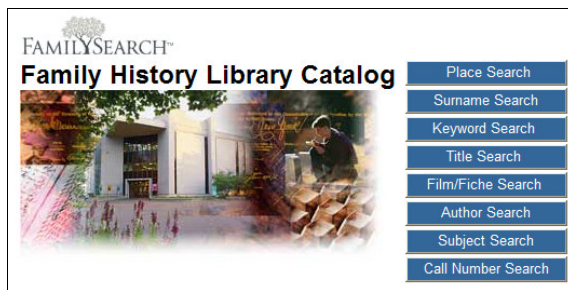 FAMILYSEARCH™
Family History Library Catalog
Place Search
Surname Search
Keyword Search
Title Search
Film/Fiche Search
Author Search
Subject Search
Call Number Search